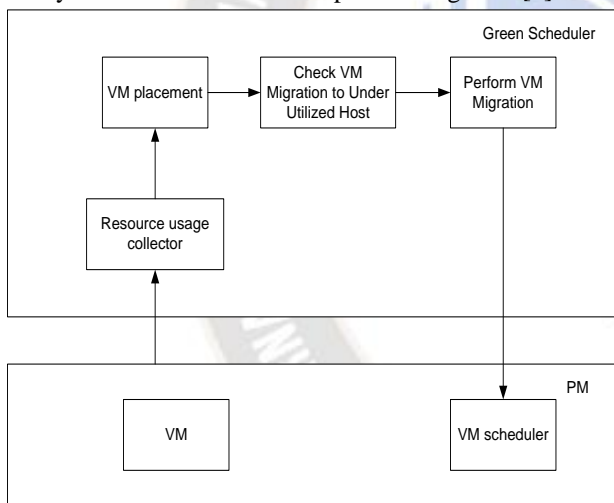 Green Scheduler
VM placement
Check VM
Migration to Under
Utilized Host
Perform VM
Migration
Resource usage
collector
PM
VM
VM scheduler